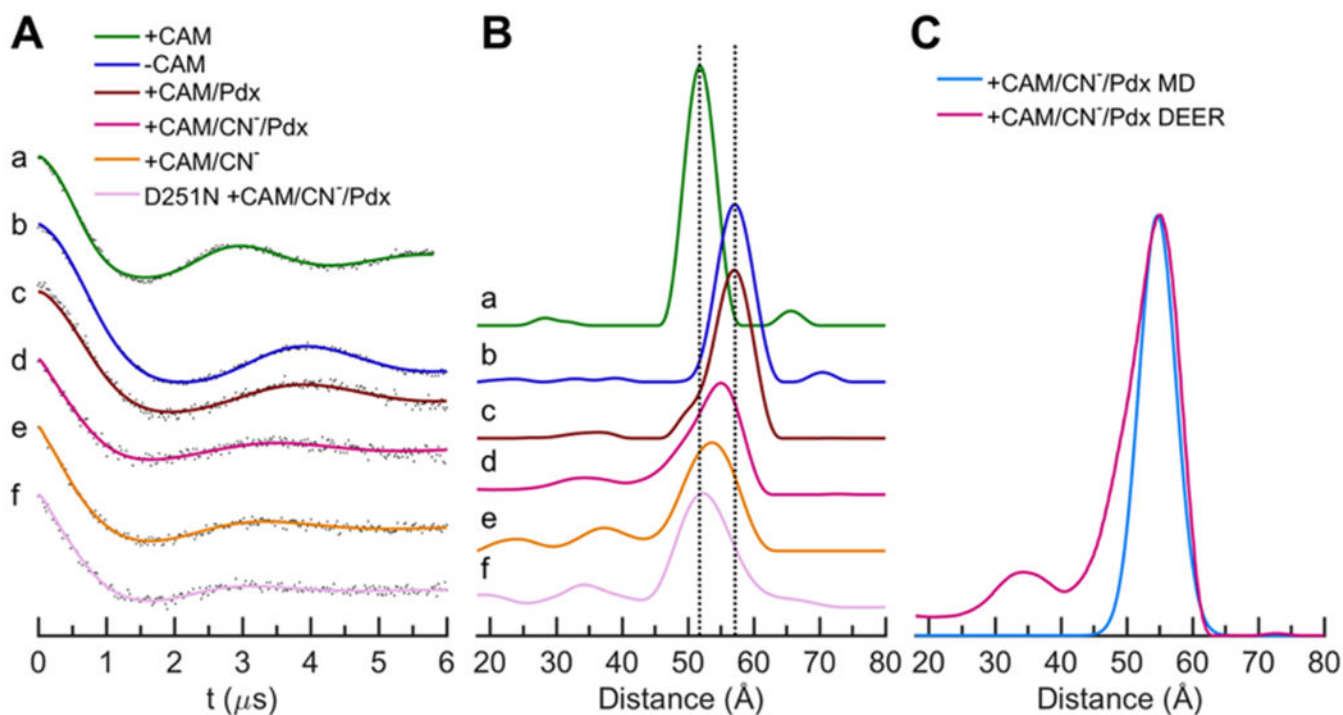 A
+CAM
-CAM
+CAM/Pdx
+CAM/CN⁻/Pdx
+CAM/CN⁻
D251N +CAM/CN⁻/Pdx
a
b
c
d
e
f
0 1 2 3 4 5 6
t (μs)
B
a
b
c
d
e
f
20 30 40 50 60 70 80
Distance (Å)
C
+CAM/CN⁻/Pdx MD
+CAM/CN⁻/Pdx DEER
20 30 40 50 60 70 80
Distance (Å)